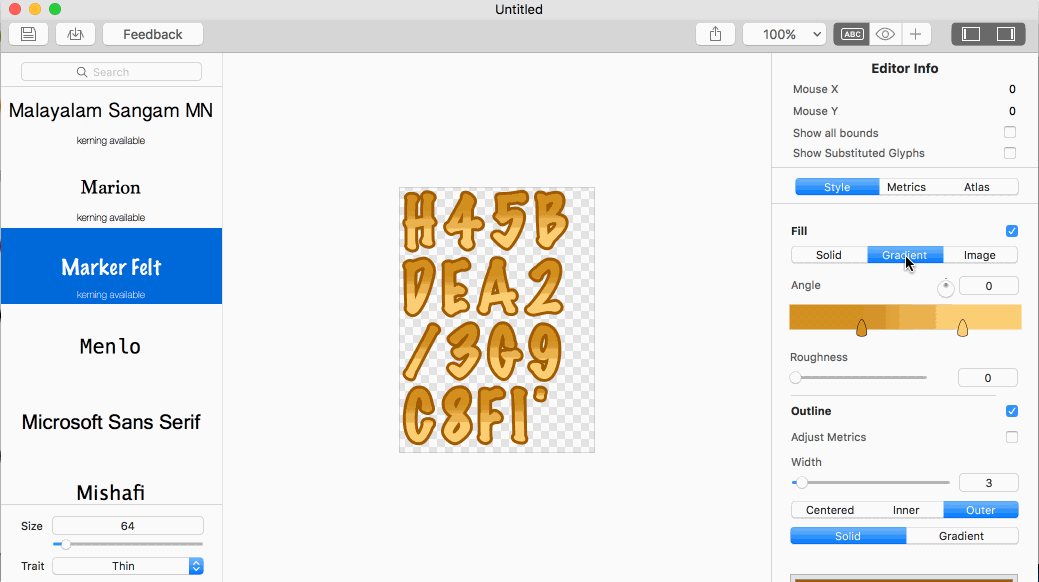 Untitled
Feedback
100%
ABC
Search
Malayalam Sangam MN
kerning available
Marion
kerning available
Marker Felt
kerning available
Menlo
Microsoft Sans Serif
Mishafi
Size 64
Trait Thin
H45B
DEA2
/3G9
C8F1'
Editor Info
Mouse X 0
Mouse Y 0
Show all bounds
Show Substituted Glyphs
Style Metrics Atlas
Fill
Solid Gradient Image
Angle 0
Roughness
0
Outline
Adjust Metrics
Width
3
Centered Inner Outer
Solid Gradient